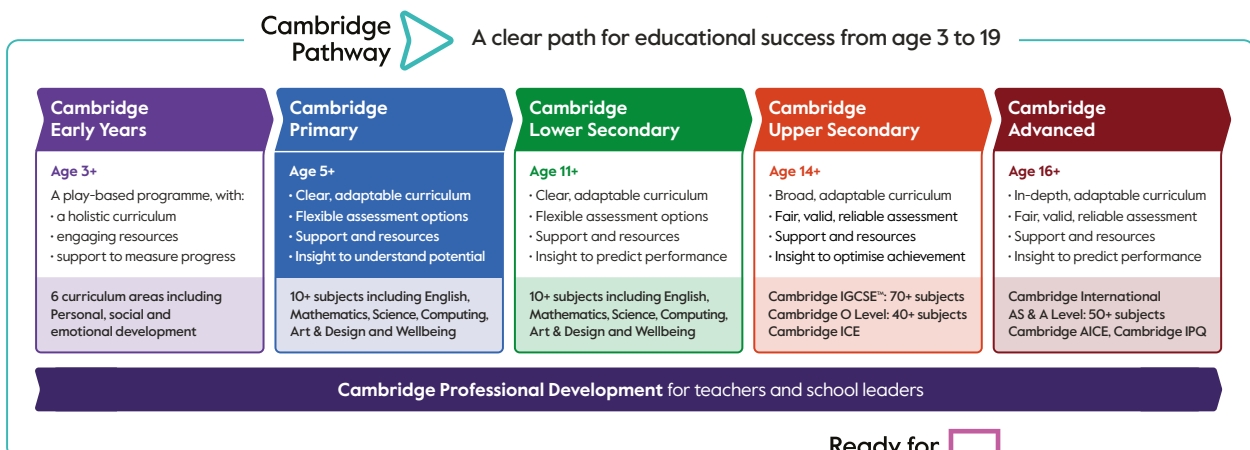 Cambridge
Pathway
A clear path for educational success from age 3 to 19
Cambridge
Early Years
Age 3+
A play-based programme, with:
· a holistic curriculum
· engaging resources
· support to measure progress
6 curriculum areas including
Personal, social and
emotional development
Cambridge
Primary
Age 5+
· Clear, adaptable curriculum
· Flexible assessment options
· Support and resources
· Insight to understand potential
10+ subjects including English,
Mathematics, Science, Computing,
Art & Design and Wellbeing
Cambridge
Lower Secondary
Age 11+
· Clear, adaptable curriculum
· Flexible assessment options
· Support and resources
· Insight to predict performance
10+ subjects including English,
Mathematics, Science, Computing,
Art & Design and Wellbeing
Cambridge
Upper Secondary
Age 14+
· Broad, adaptable curriculum
· Fair, valid, reliable assessment
· Support and resources
· Insight to optimise achievement
Cambridge IGCSE™: 70+ subjects
Cambridge O Level: 40+ subjects
Cambridge ICE
Cambridge
Advanced
Age 16+
· In-depth, adaptable curriculum
· Fair, valid, reliable assessment
· Support and resources
· Insight to predict performance
Cambridge International
AS & A Level: 50+ subjects
Cambridge AICE, Cambridge IPQ
Cambridge Professional Development for teachers and school leaders
Ready for